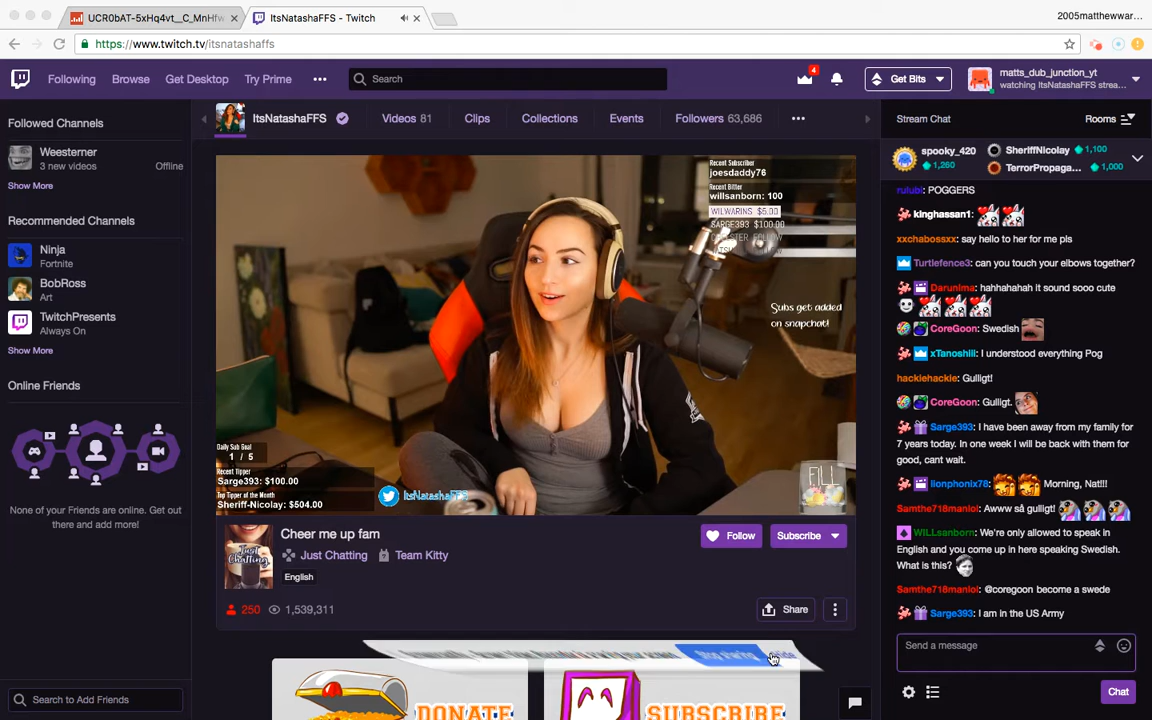 UCR0bAT-5xHq4vt__C_MnHfw
ItsNatashaFFS - Twitch
2005matthewwar...
https://www.twitch.tv/itsnatashaffs
Following
Browse
Get Desktop
Try Prime
Search
4
Get Bits
matts_dub_junction_yt
watching ItsNatashaFFS strea...
Followed Channels
Weesterner
3 new videos
Offline
Show More
Recommended Channels
Ninja
Fortnite
BobRoss
Art
TwitchPresents
Always On
Show More
Online Friends
None of your Friends are online. Get out
there and add more!
Search to Add Friends
ItsNatashaFFS
Videos 81
Clips
Collections
Events
Followers 63,686
Recent Subscriber
joesdaddy76
Recent Bitter
willsanborn: 100
WILWARINS $5.00
SARGE393 $100.00
Subs get added
on snapchat!
Daily Sub Goal
1 / 5
Recent Tipper
Sarge393: $100.00
Top Tipper of the Month
Sheriff-Nicolay: $504.00
ItsNatashaFFS
FILL
Just
Chatting
Cheer me up fam
Just Chatting
Team Kitty
English
Follow
Subscribe
250
1,539,311
Share
DONATE
SUBSCRIBE
Stream Chat
Rooms
spooky_420
1,260
SheriffNicolay
1,100
TerrorPropaga...
1,000
rulubi: POGGERS
kinghassan1:
xxchabossxx: say hello to her for me pls
Turtlefence3: can you touch your elbows together?
Darunima: hahhahahah it sound sooo cute
CoreGoon: Swedish
xTanoshiii: I understood everything Pog
hackiehackie: Gulligt!
CoreGoon: Gulligt.
Sarge393: I have been away from my family for
7 years today. In one week I will be back with them for
good, cant wait.
lionphonix78:
Morning, Nat!!!
Samthe718manlol: Awww så gulligt!
WILLsanborn: We're only allowed to speak in
English and you come up in here speaking Swedish.
What is this?
Samthe718manlol: @coregoon become a swede
Sarge393: I am in the US Army
Send a message
Chat